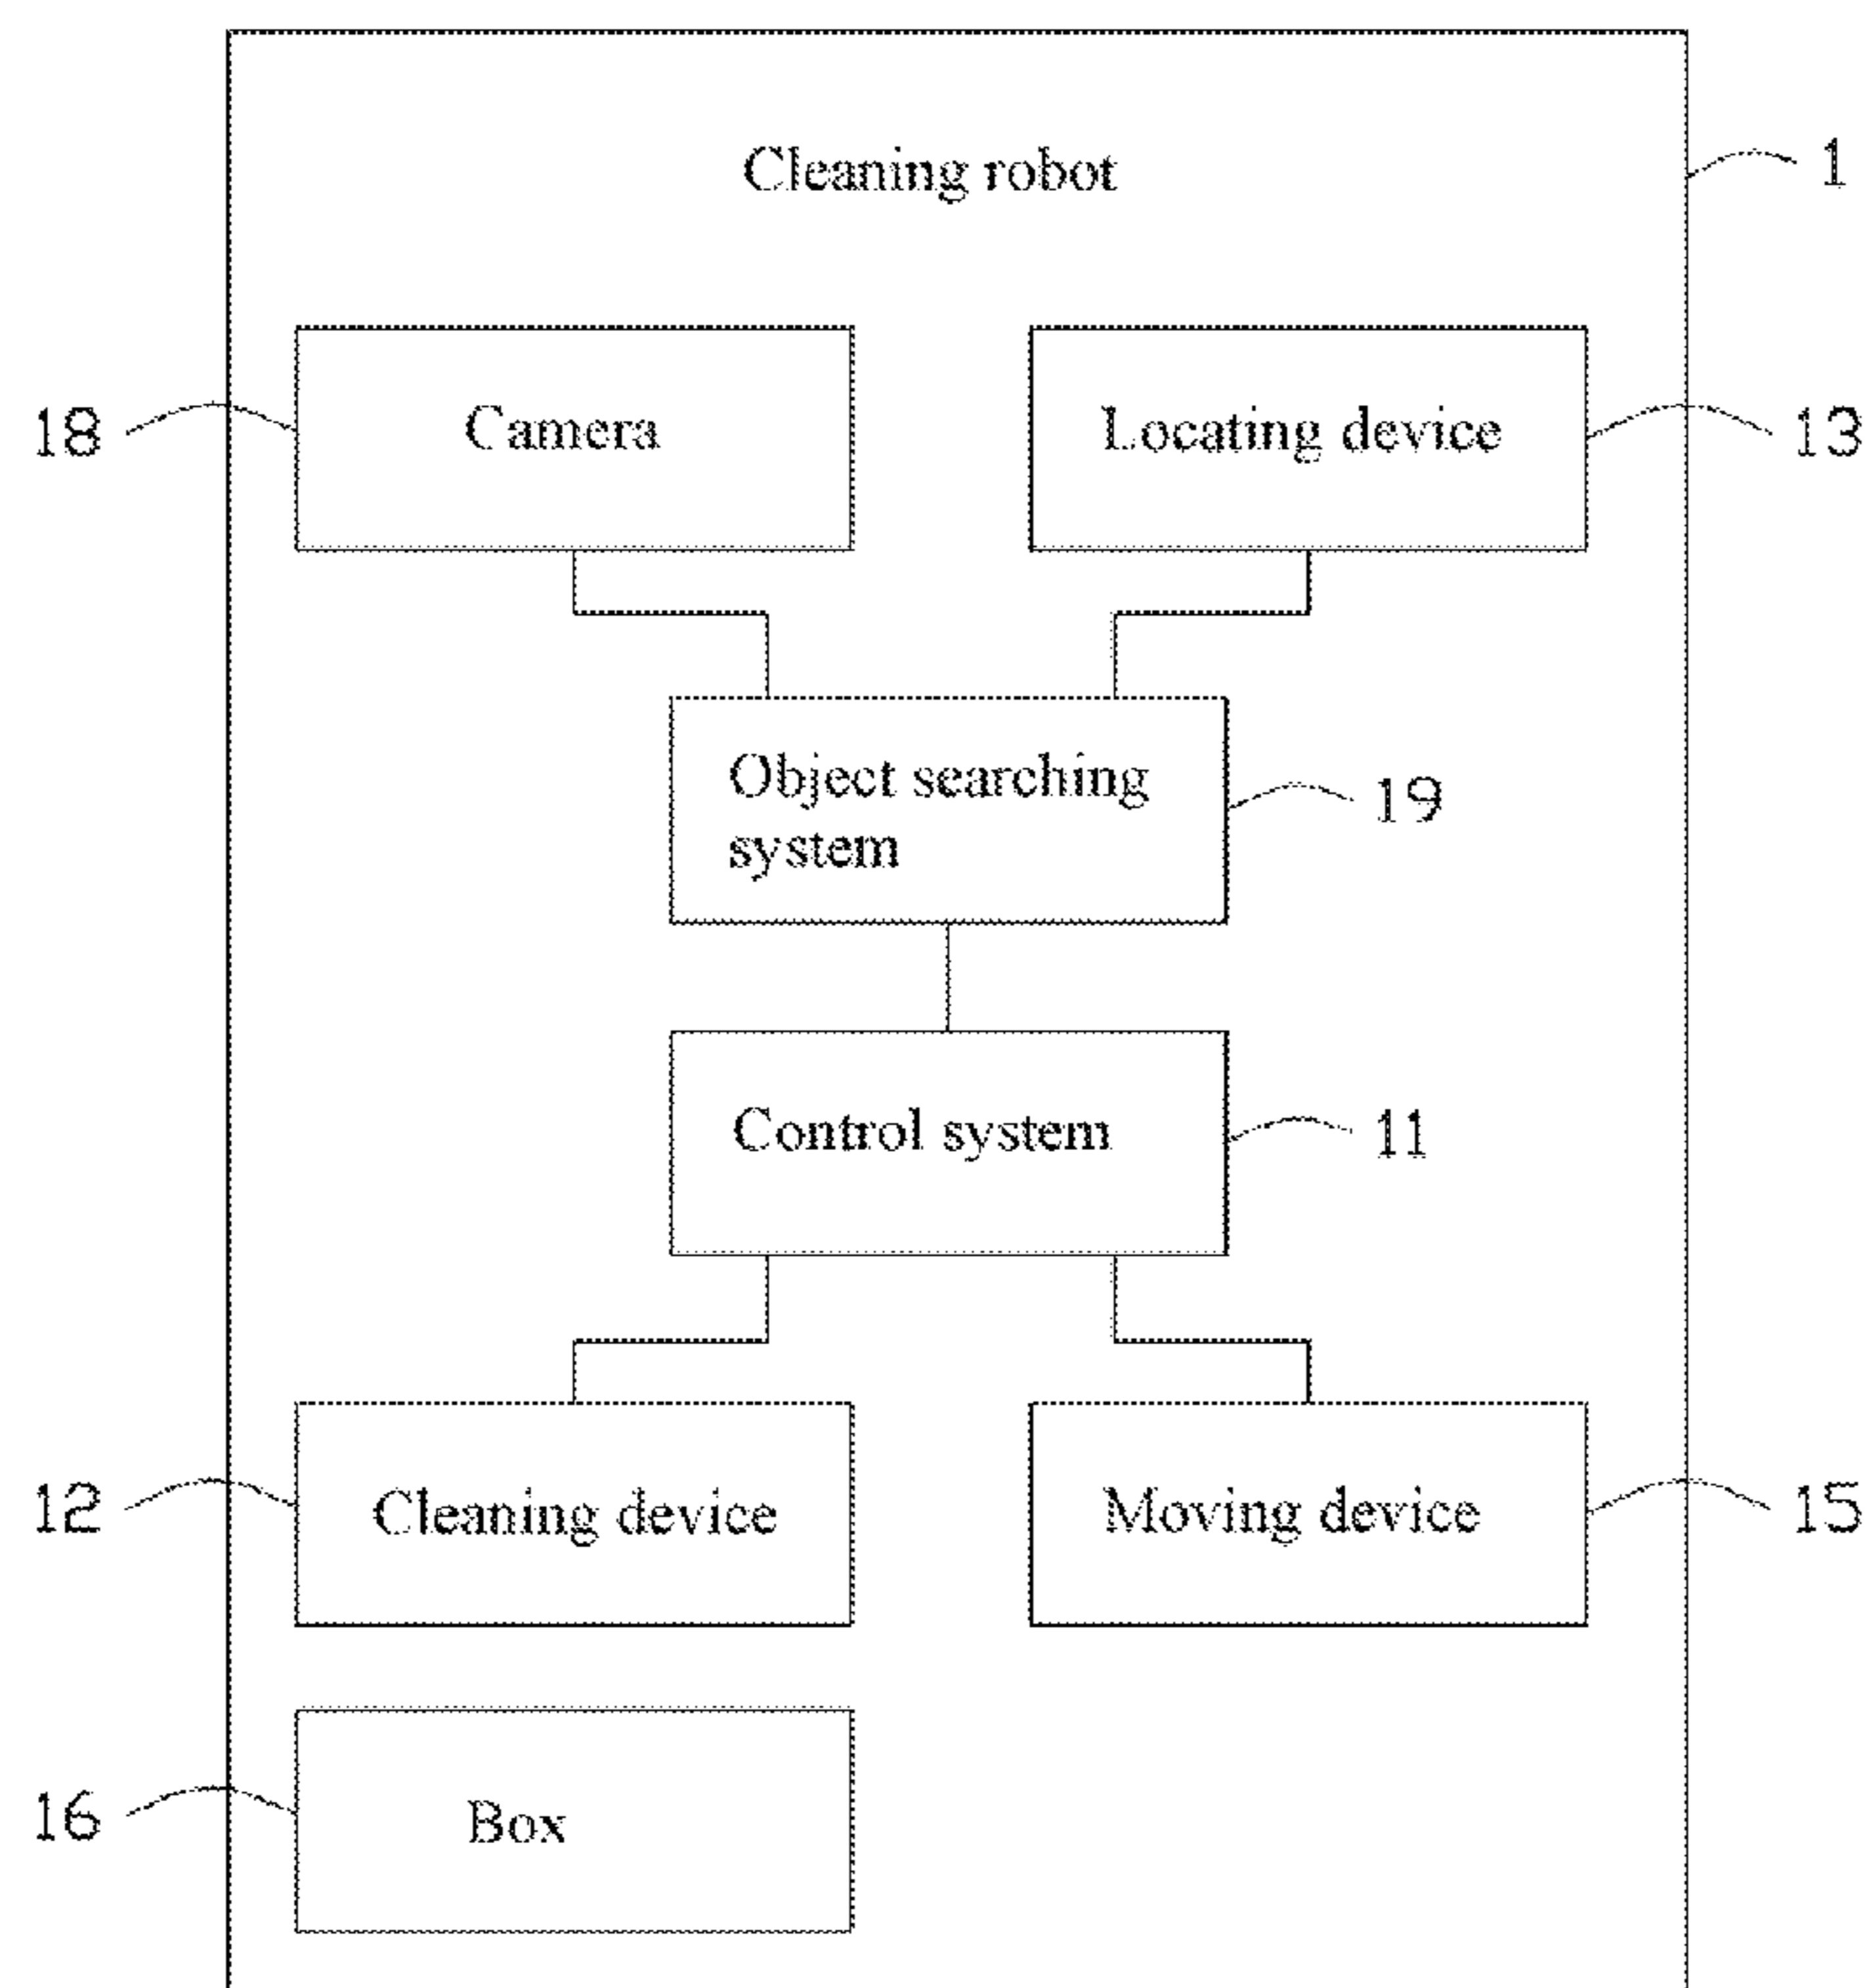 Cleaning robot
1
18
Camera
Locating device
13
Object searching
system
19
Control system
11
12
Cleaning device
Moving device
15
16
Box